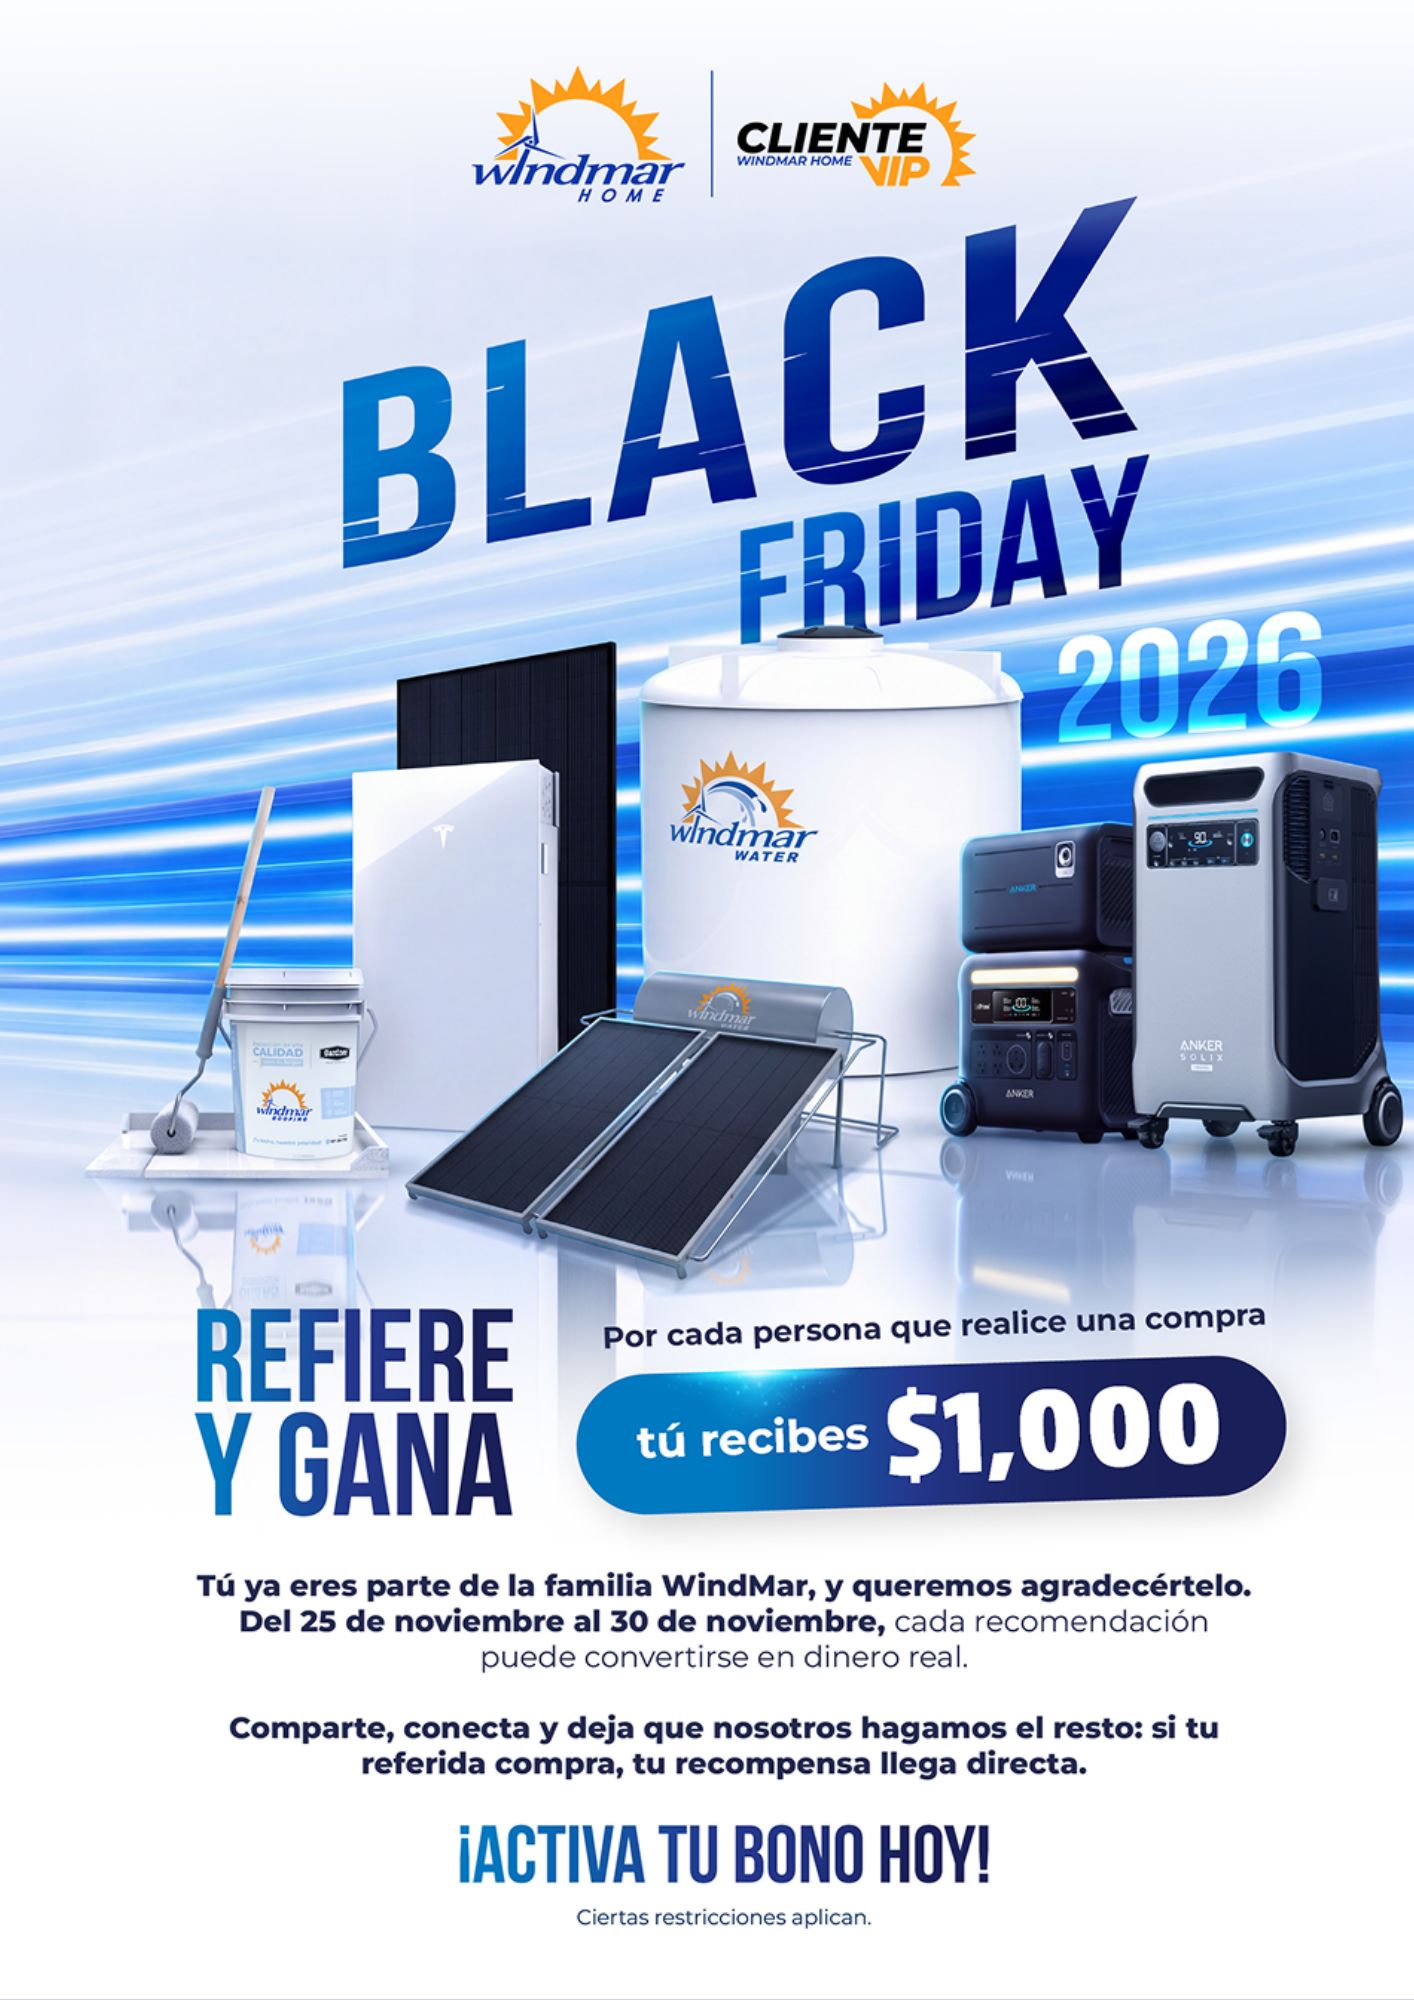 windmar
HOME
CLIENTE
WINDMAR HOME
VIP
BLACK
FRIDAY
2026
windmar
WATER
ANKER
90
windmar
WATER
100
CALIDAD
Gardner
windmar
ROOFING
ANKER
SOLIX
ANKER
REFIERE
Y GANA
Por cada persona que realice una compra
tú recibes $1,000
Tú ya eres parte de la familia WindMar, y queremos agradecértelo.
Del 25 de noviembre al 30 de noviembre, cada recomendación
puede convertirse en dinero real.
Comparte, conecta y deja que nosotros hagamos el resto: si tu
referida compra, tu recompensa llega directa.
¡ACTIVA TU BONO HOY!
Ciertas restricciones aplican.